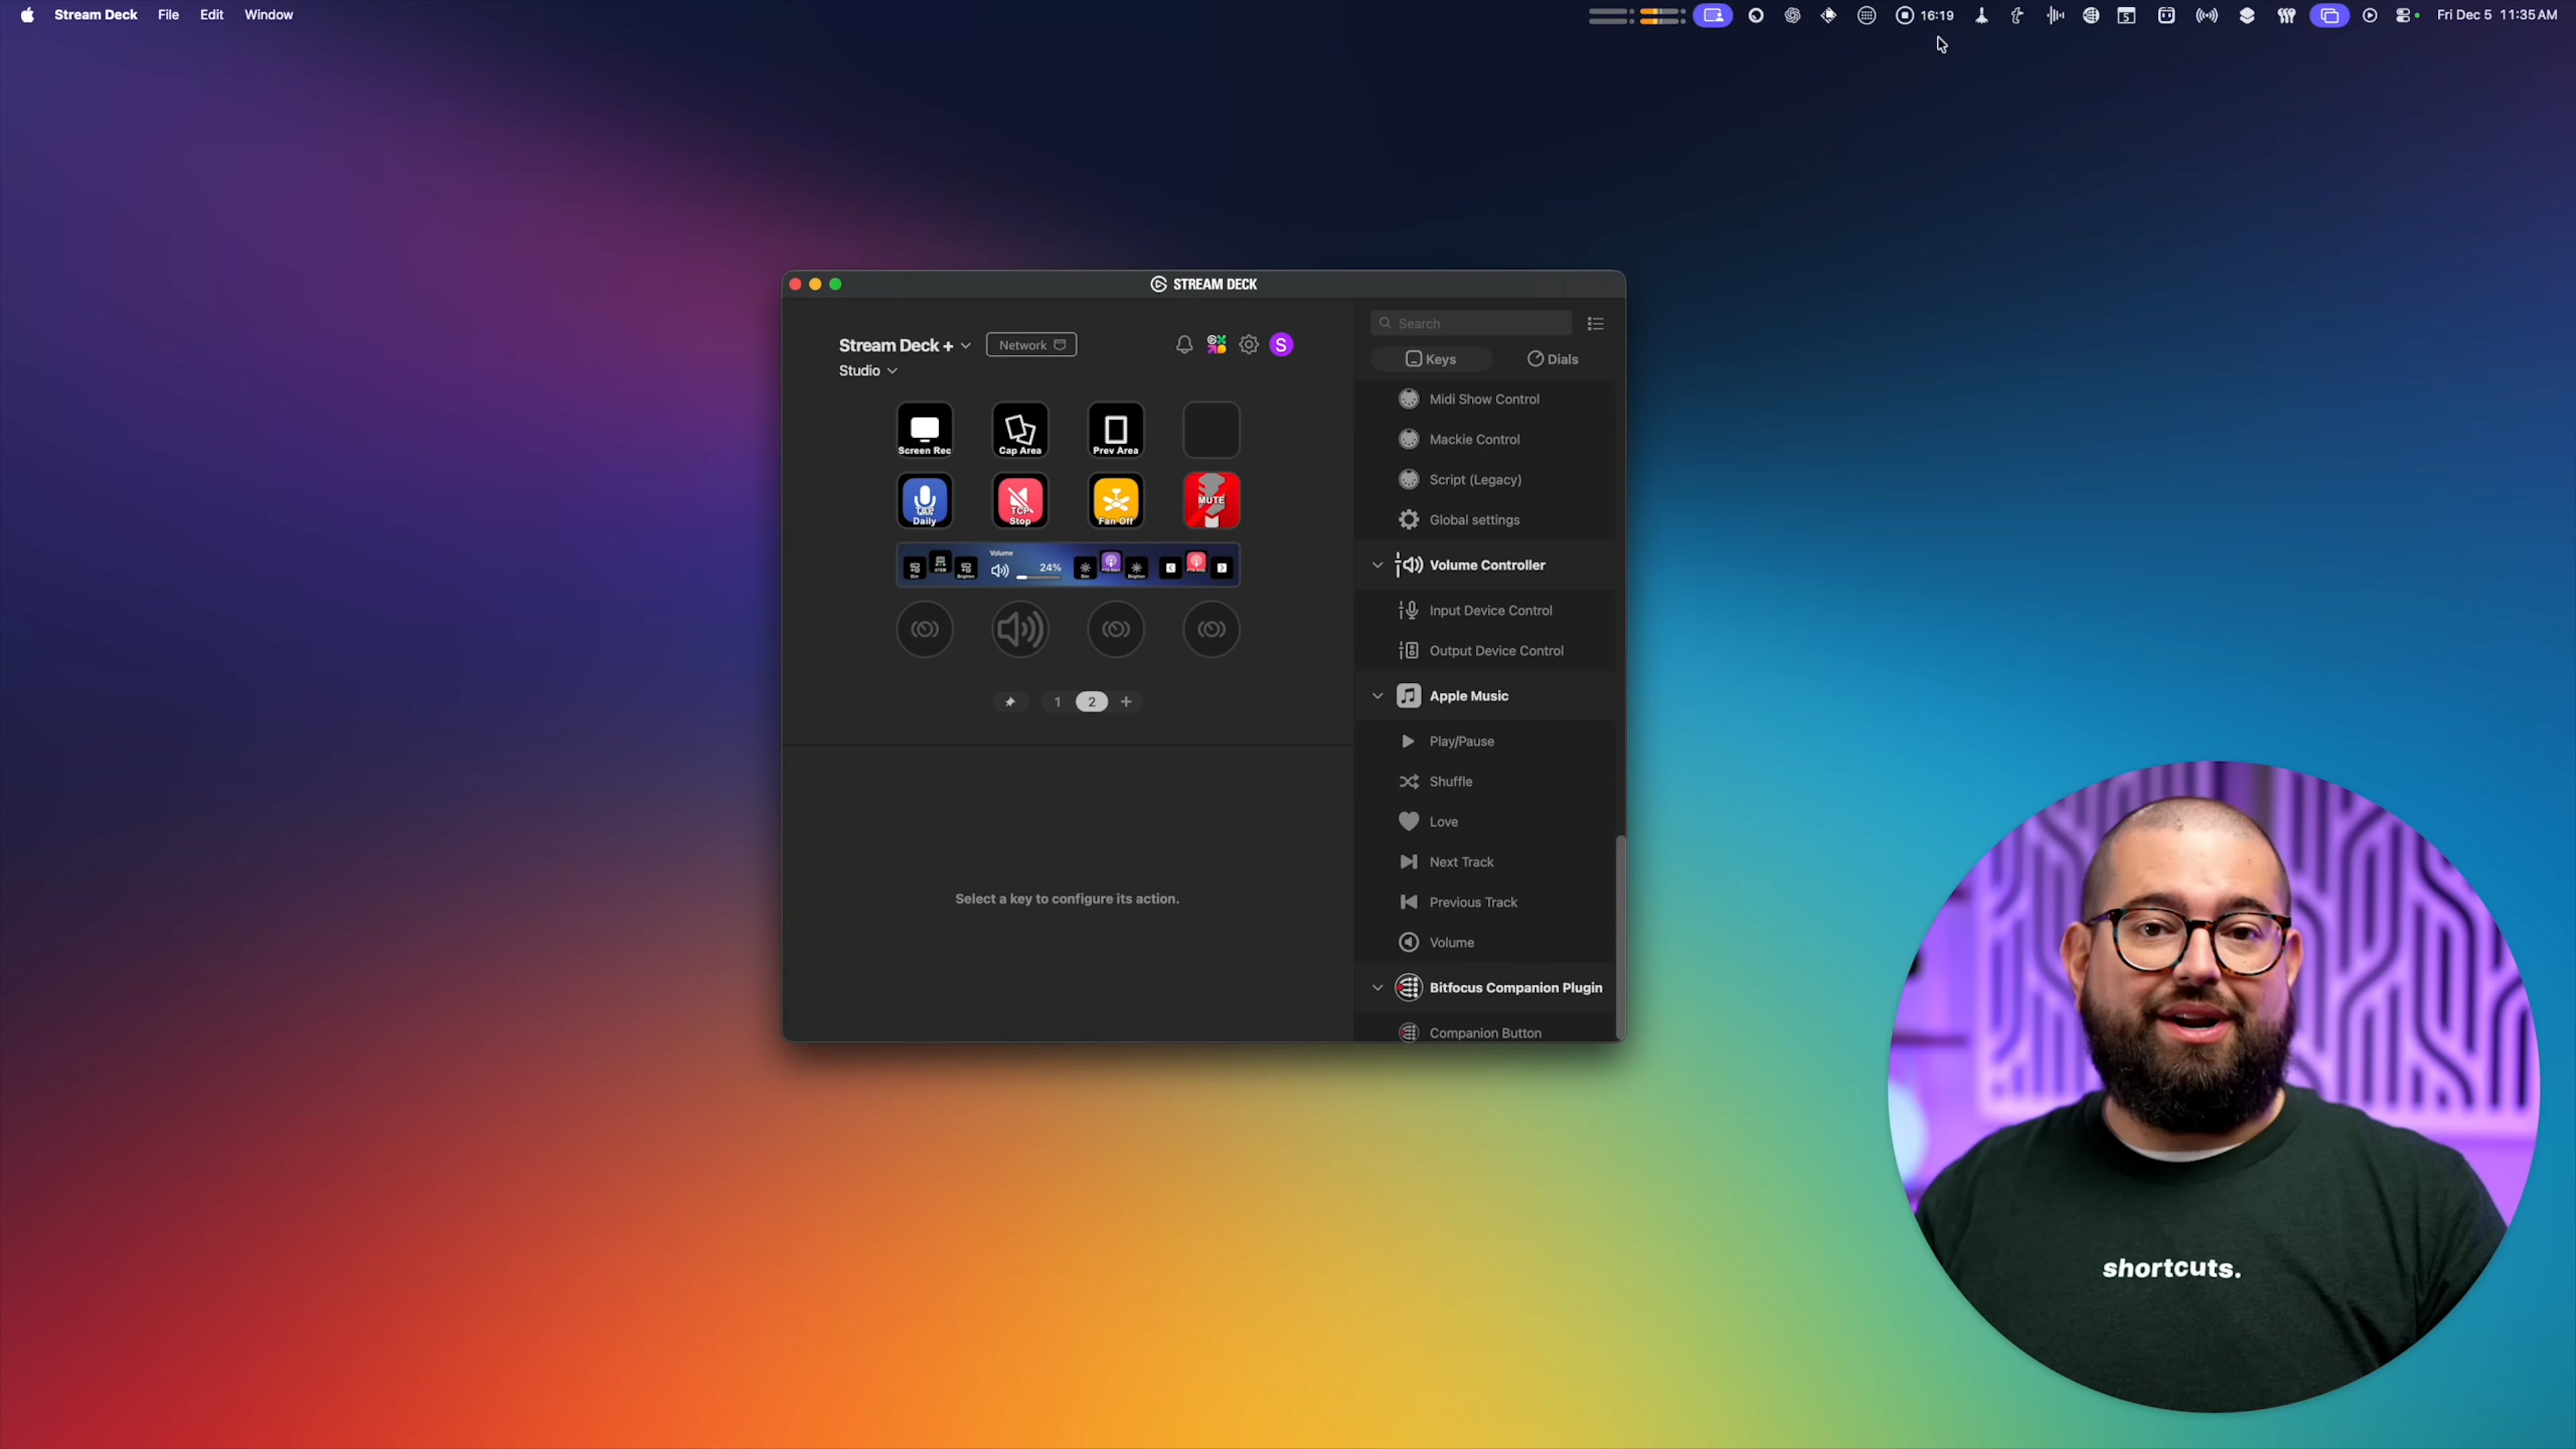 Stream Deck File Edit Window
16:19
5
Fri Dec 5 11:35 AM
STREAM DECK
Stream Deck +
Network
S
Studio
Search
Keys
Dials
Screen Rec
Cap Area
Prev Area
Daily
TCP
Stop
Fan Off
MUTE
Volume
24%
1
2
+
Select a key to configure its action.
Midi Show Control
Mackie Control
Script (Legacy)
Global settings
Volume Controller
Input Device Control
Output Device Control
Apple Music
Play/Pause
Shuffle
Love
Next Track
Previous Track
Volume
Bitfocus Companion Plugin
Companion Button
shortcuts.